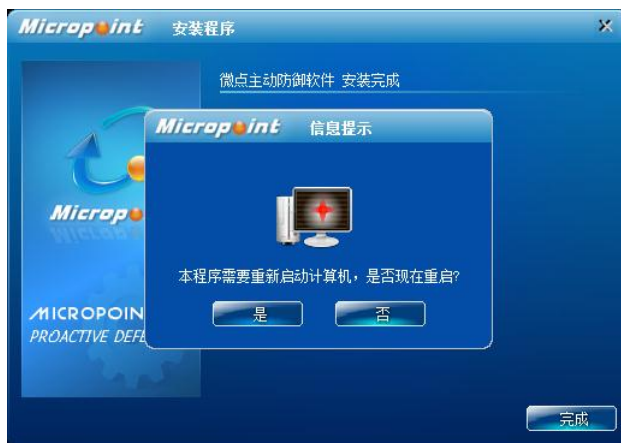 Micropoint 安装程序
微点主动防御软件 安装完成
Micropoint 信息提示
本程序需要重新启动计算机，是否现在重启?
是
否
Microp
MICROPOIN
PROACTIVE DEFE
完成